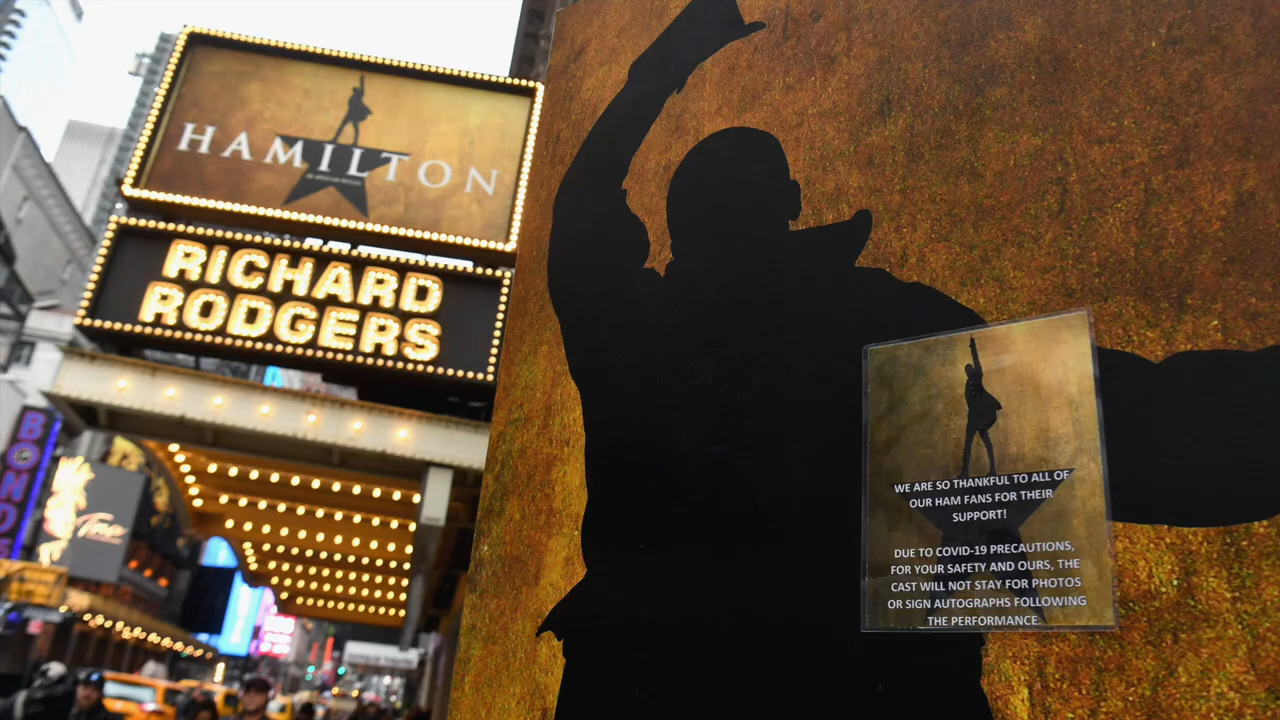 HAMILTON
RICHARD
RODGERS
BOND
WE ARE SO THANKFUL TO ALL OF
OUR HAM FANS FOR THEIR
SUPPORT!
DUE TO COVID-19 PRECAUTIONS,
FOR YOUR SAFETY AND OURS, THE
CAST WILL NOT STAY FOR PHOTOS
OR SIGN AUTOGRAPHS FOLLOWING
THE PERFORMANCE.